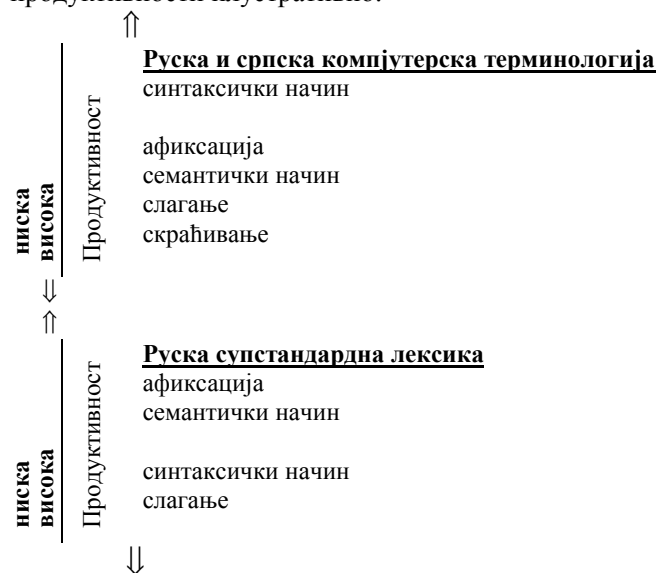 продуктивности илустративно:
⇑
Руска и српска компјутерска терминологија
синтаксички начин
афиксација
семантички начин
слагање
скраћивање
Продуктивност
ниска
висока
⇓
⇑
Руска супстандардна лексика
афиксација
семантички начин
синтаксички начин
слагање
Продуктивност
ниска
висока
⇓